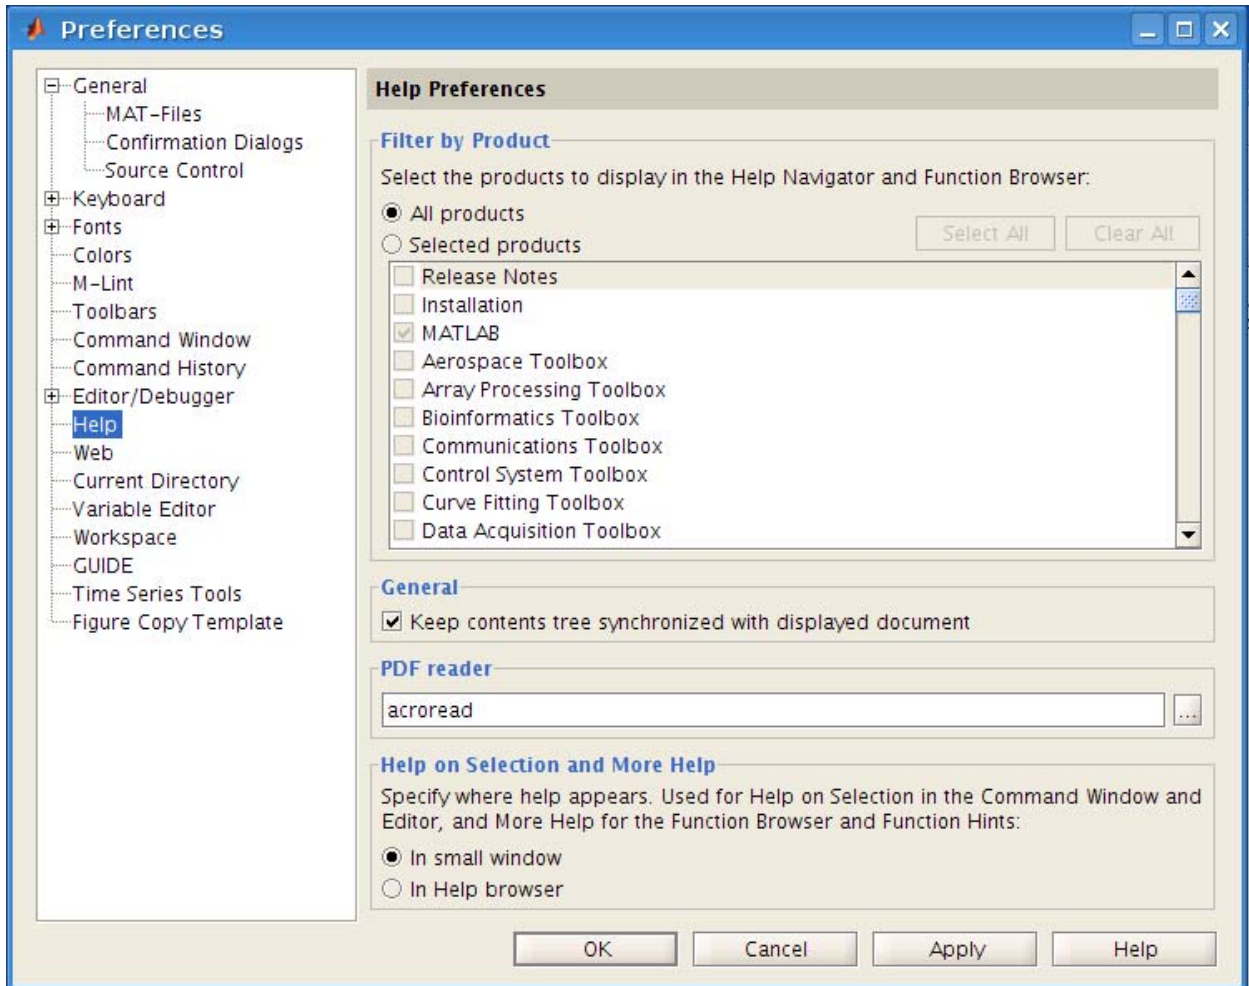 Preferences
General
MAT-Files
Confirmation Dialogs
Source Control
Keyboard
Fonts
Colors
M-Lint
Toolbars
Command Window
Command History
Editor/Debugger
Help
Web
Current Directory
Variable Editor
Workspace
GUIDE
Time Series Tools
Figure Copy Template
Help Preferences
Filter by Product
Select the products to display in the Help Navigator and Function Browser:
All products
Selected products
Select All
Clear All
Release Notes
Installation
MATLAB
Aerospace Toolbox
Array Processing Toolbox
Bioinformatics Toolbox
Communications Toolbox
Control System Toolbox
Curve Fitting Toolbox
Data Acquisition Toolbox
General
Keep contents tree synchronized with displayed document
PDF reader
acroread
...
Help on Selection and More Help
Specify where help appears. Used for Help on Selection in the Command Window and
Editor, and More Help for the Function Browser and Function Hints:
In small window
In Help browser
OK
Cancel
Apply
Help